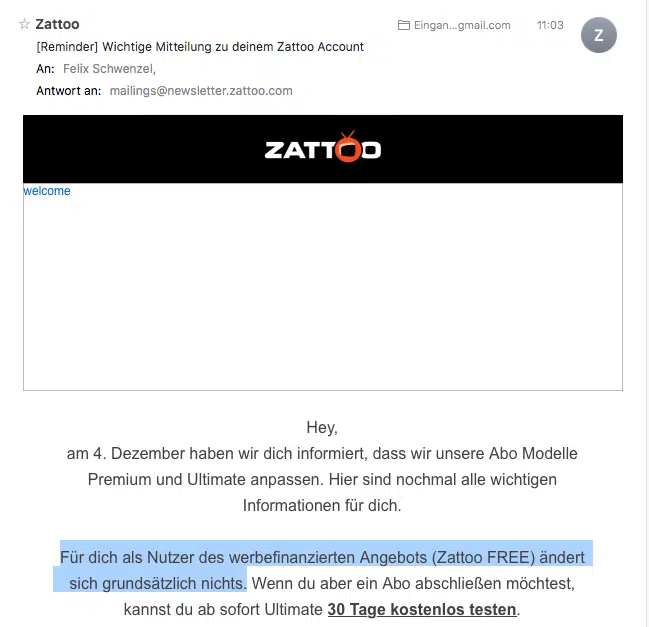 Zattoo
Eingan...gmail.com
11:03
Z
[Reminder] Wichtige Mitteilung zu deinem Zattoo Account
An: Felix Schwenzel,
Antwort an: mailings@newsletter.zattoo.com
ZATTOO
welcome
Hey,
am 4. Dezember haben wir dich informiert, dass wir unsere Abo Modelle
Premium und Ultimate anpassen. Hier sind nochmal alle wichtigen
Informationen für dich.
Für dich als Nutzer des werbefinanzierten Angebots (Zattoo FREE) ändert
sich grundsätzlich nichts. Wenn du aber ein Abo abschließen möchtest,
kannst du ab sofort Ultimate 30 Tage kostenlos testen.